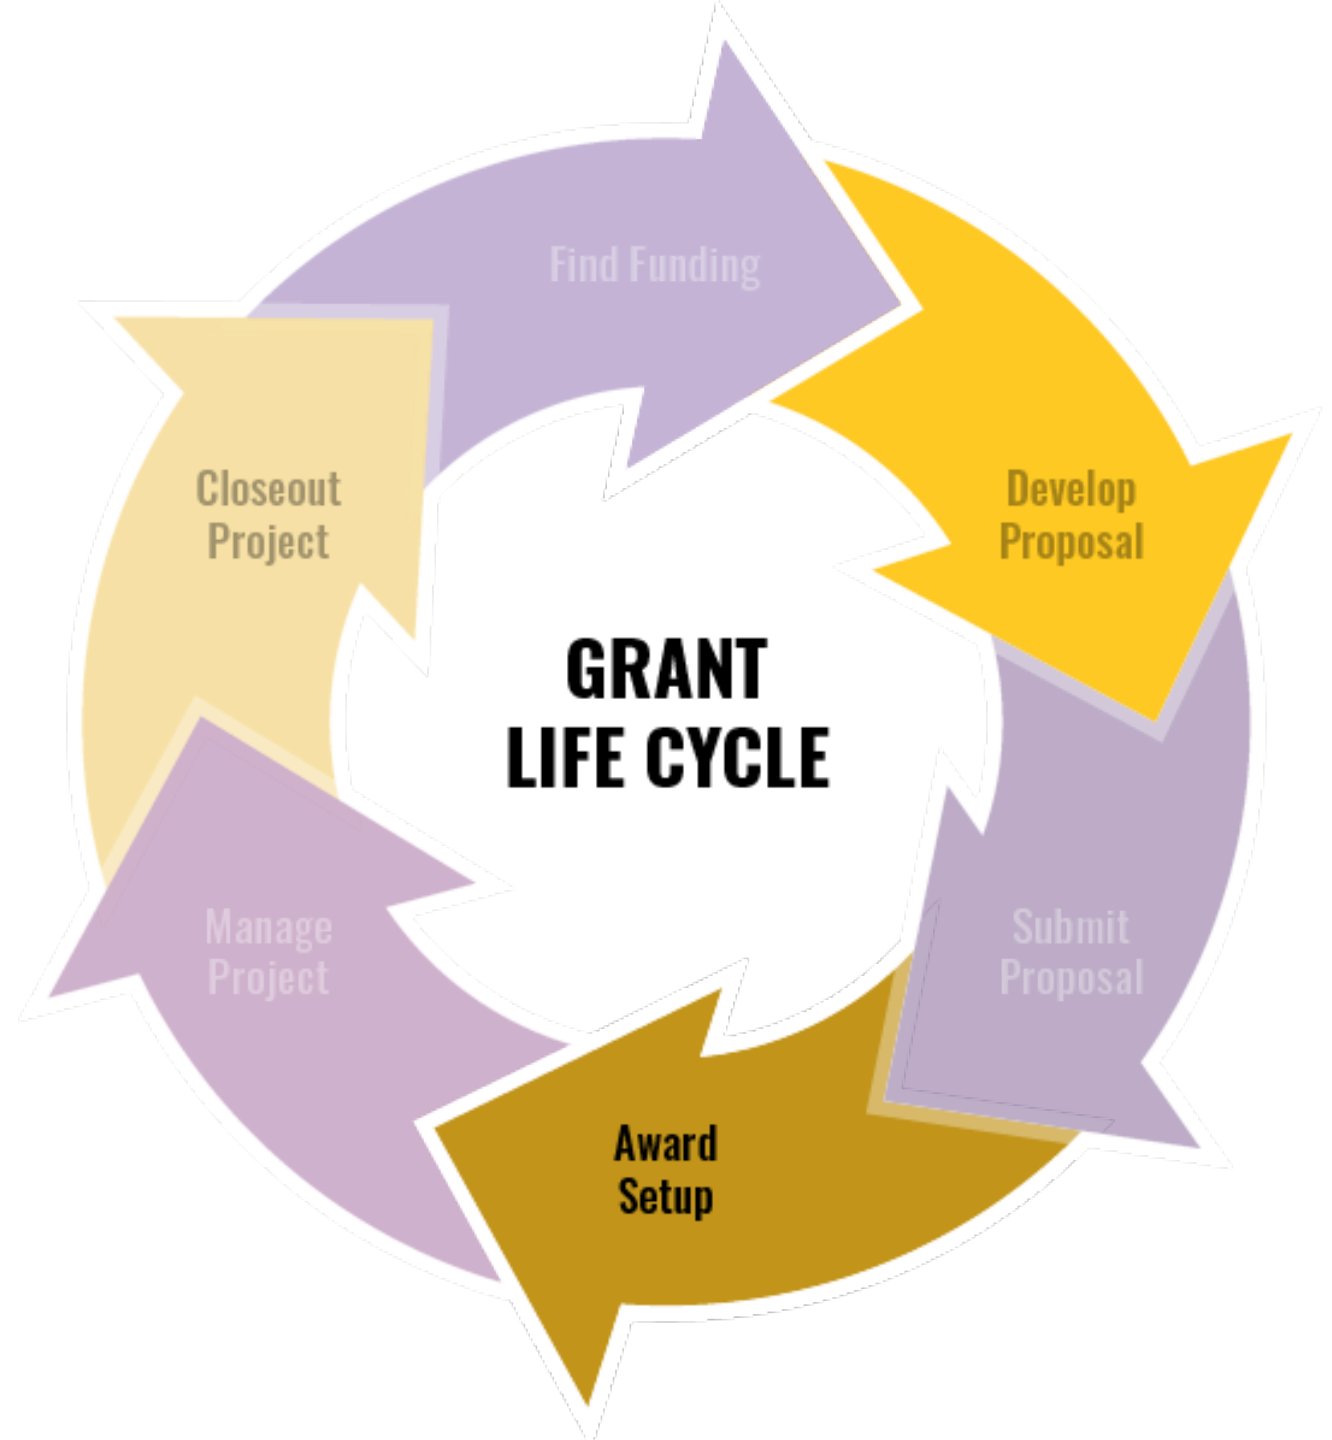 Find Funding
Develop
Proposal
Submit
Proposal
Award
Setup
Manage
Project
Closeout
Project
GRANT
LIFE CYCLE